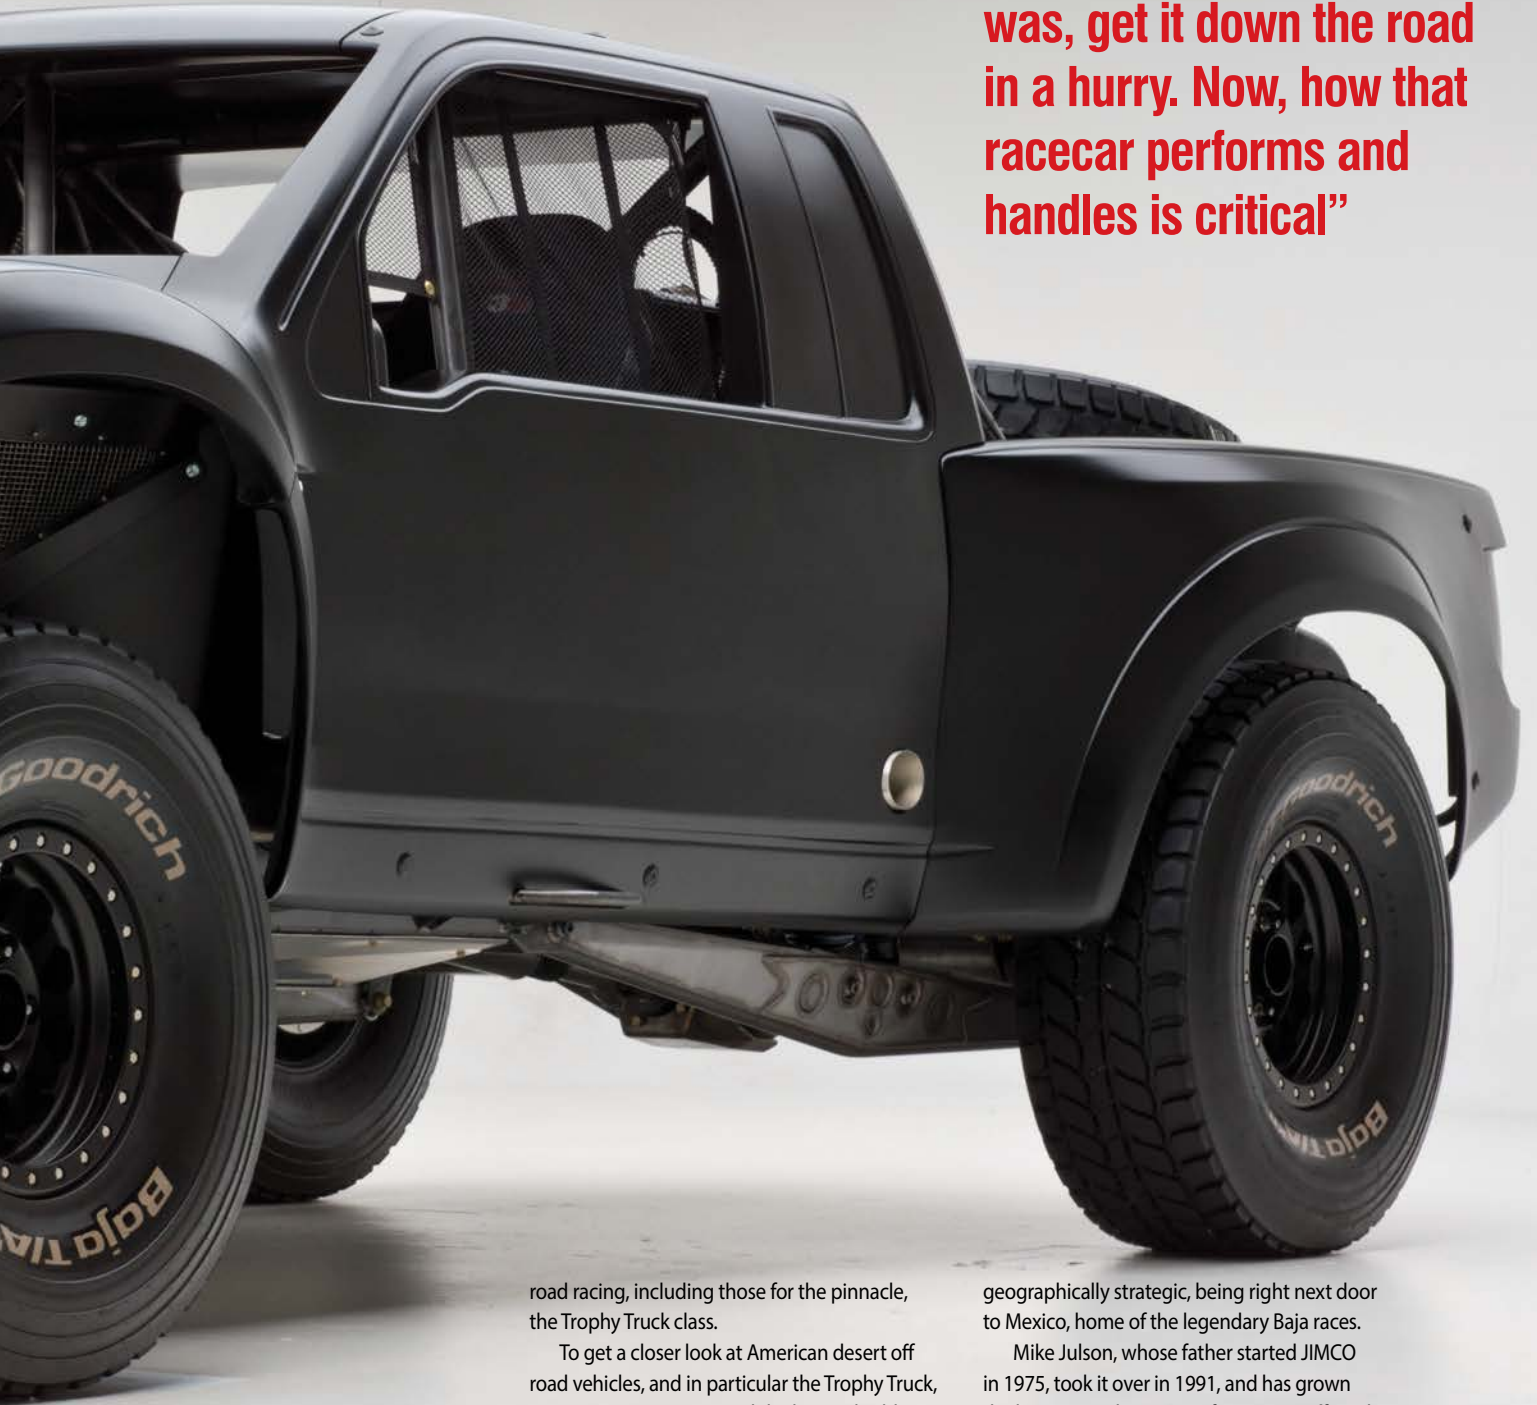 was, get it down the road
in a hurry. Now, how that
racecar performs and
handles is critical”
Goodrich
Baja T/A
Goodrich
Baja T/A
road racing, including those for the pinnacle,
the Trophy Truck class.
To get a closer look at American desert off
road vehicles, and in particular the Trophy Truck,
geographically strategic, being right next door
to Mexico, home of the legendary Baja races.
Mike Julson, whose father started JIMCO
in 1975, took it over in 1991, and has grown